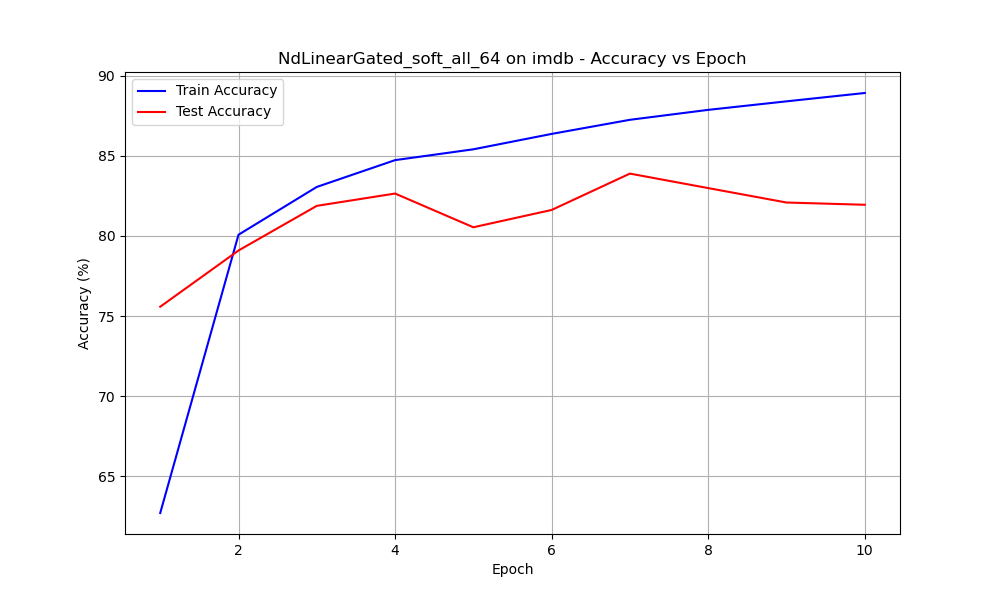 NdLinearGated_soft_all_64 on imdb - Accuracy vs Epoch
Train Accuracy
Test Accuracy
90
85
80
75
70
65
Accuracy (%)
2 4 6 8 10
Epoch